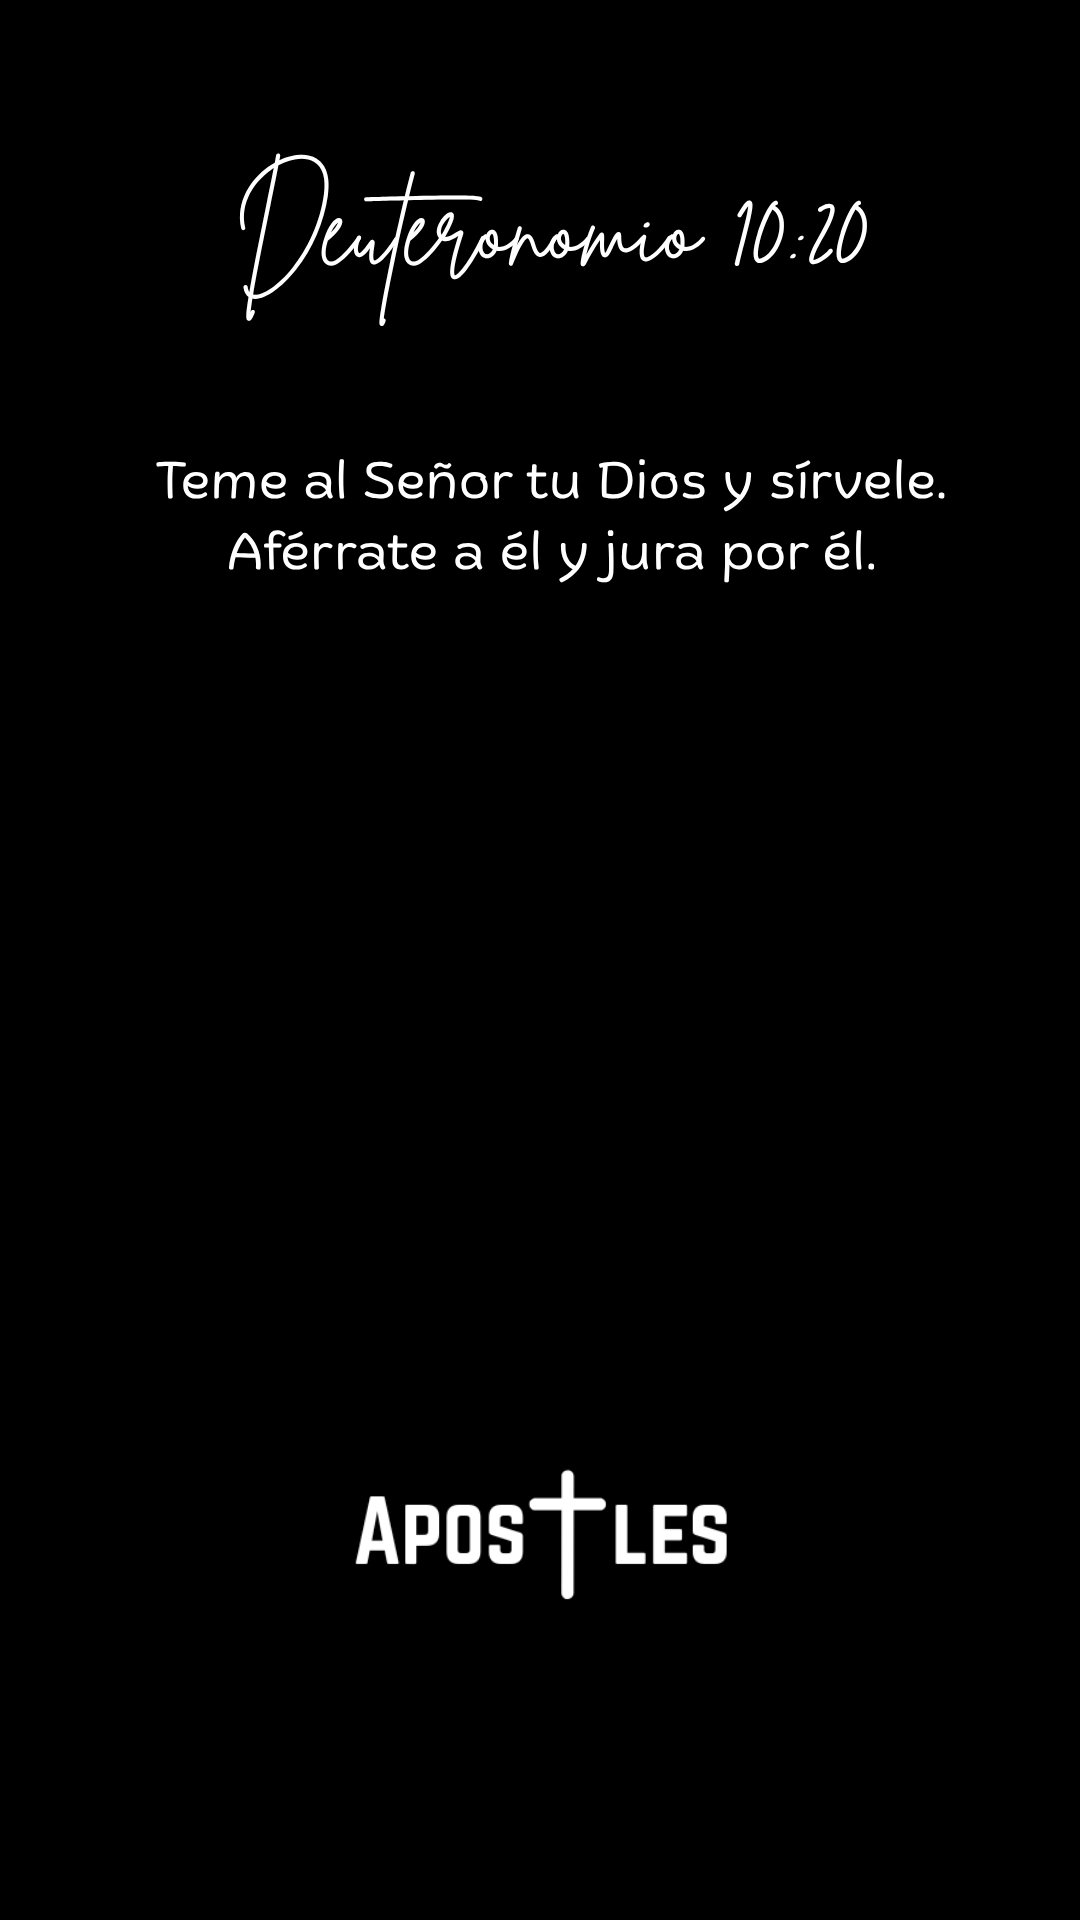 Deuteronomio 10:20
Teme al Señor tu Dios y sírvele.
Aférrate a él y jura por él.
APOSTLES